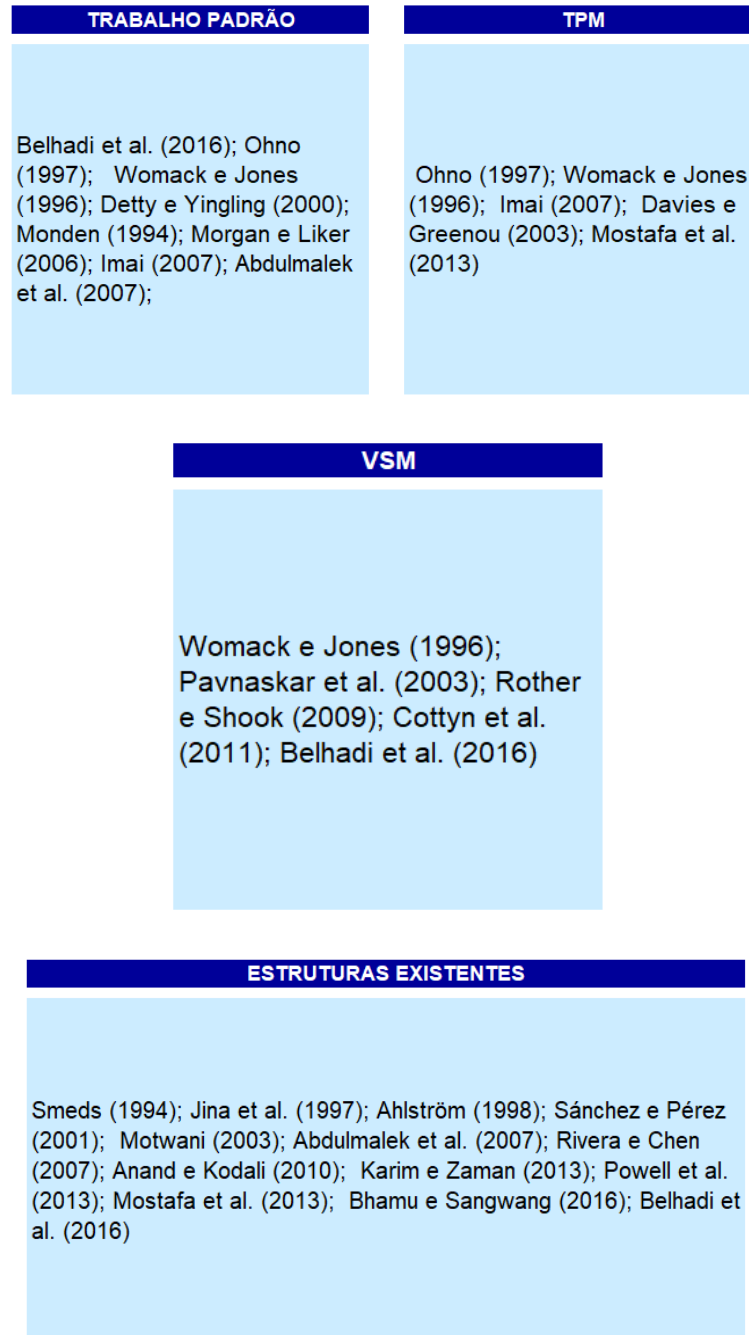 TRABALHO PADRÃO
Belhadi et al. (2016); Ohno
(1997);   Womack e Jones
(1996); Detty e Yingling (2000);
Monden (1994); Morgan e Liker
(2006); Imai (2007); Abdulmalek
et al. (2007);
TPM
Ohno (1997); Womack e Jones
(1996);  Imai (2007);  Davies e
Greenou (2003); Mostafa et al.
(2013)
VSM
Womack e Jones (1996);
Pavnaskar et al. (2003); Rother
e Shook (2009); Cottyn et al.
(2011); Belhadi et al. (2016)
ESTRUTURAS EXISTENTES
Smeds (1994); Jina et al. (1997); Ahlström (1998); Sánchez e Pérez
(2001);  Motwani (2003); Abdulmalek et al. (2007); Rivera e Chen
(2007); Anand e Kodali (2010);  Karim e Zaman (2013); Powell et al.
(2013); Mostafa et al. (2013);  Bhamu e Sangwang (2016); Belhadi et
al. (2016)